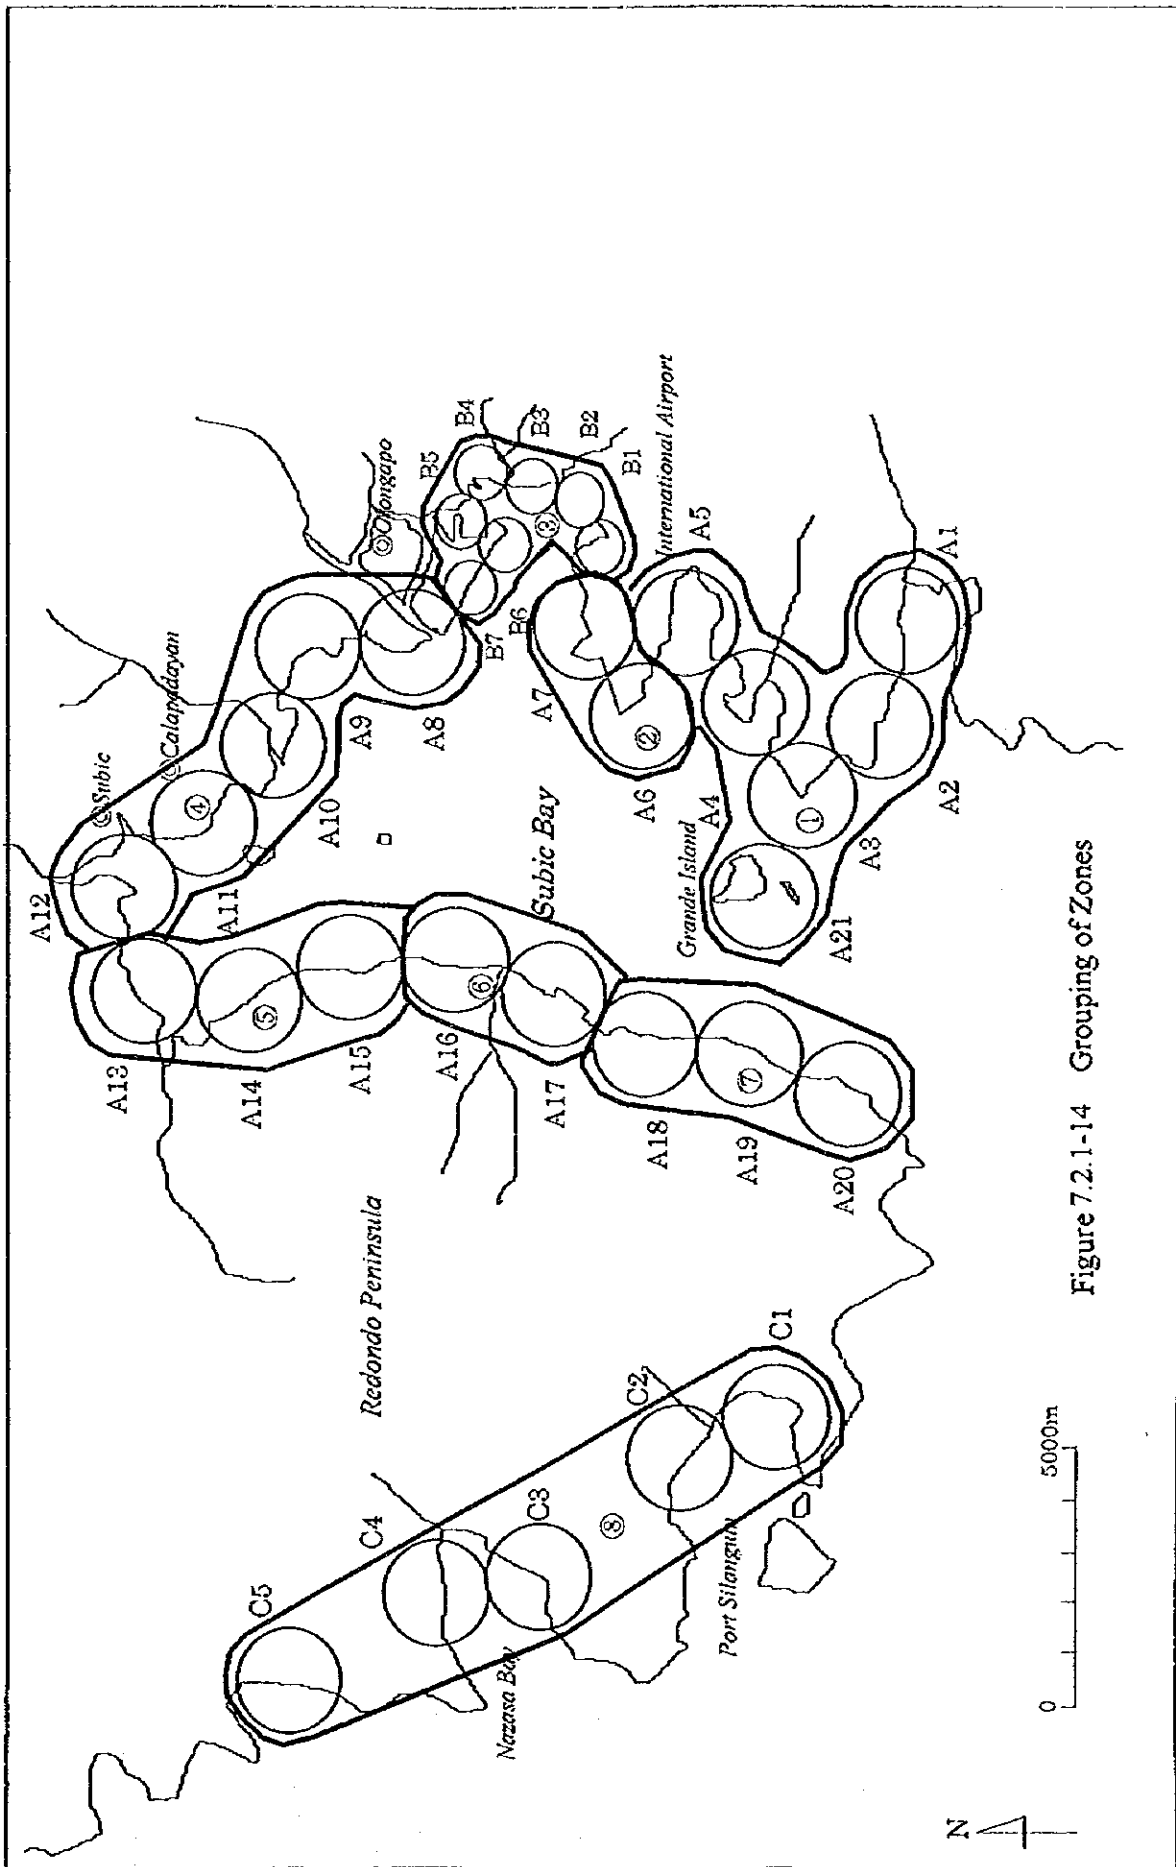 A12
©Subic
©Calapadayan
A13
A11
A14
④
A10
⑤
A9
©Olongapo
A15
A8
B5
B4
Redondo Peninsula
A16
⑥
B7
B6
③
B3
C5
A17
Subic Bay
A7
B2
C4
B1
C3
②
A6
International Airport
Nazasa Bay
⑧
C2
A18
A4
A5
Grande Island
Port Silanguin
A19
⑦
①
C1
A20
A21
A3
A2
A1
N
0
5000m
Figure 7.2.1-14 Grouping of Zones